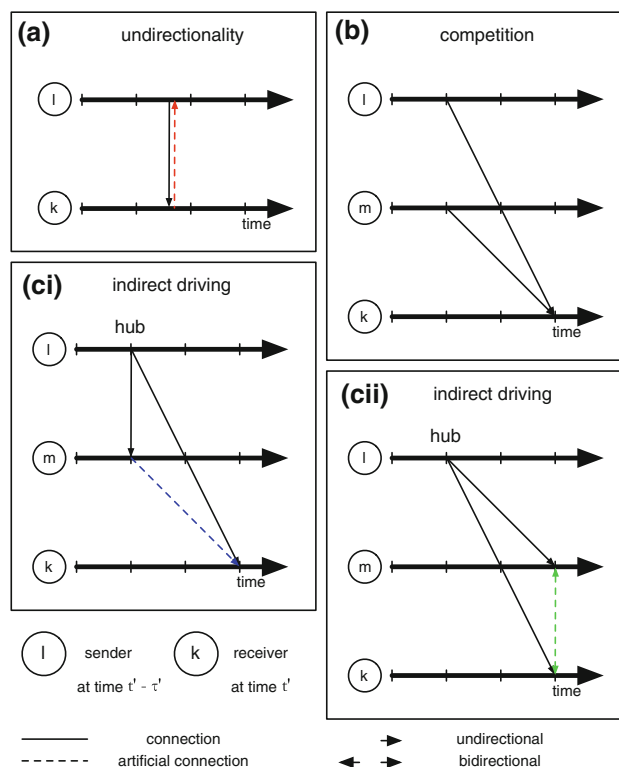 (a)
undirectionality
l
k
time
(b)
competition
l
m
k
time
(ci)
indirect driving
hub
l
m
k
time
(cii)
indirect driving
hub
l
m
k
time
l sender k receiver
at time t' - τ' at time t'
connection undirectional
artificial connection bidirectional